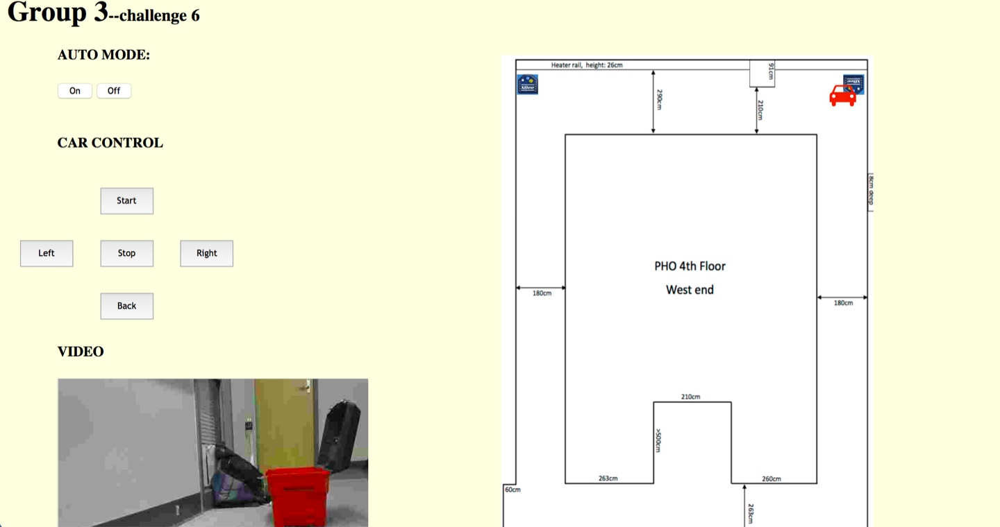 Group 3--challenge 6
AUTO MODE:
On Off
CAR CONTROL
Start
Left Stop Right
Back
VIDEO
Heater rail, height: 26cm
91cm
XBee
290cm
210cm
8cm deep
PHO 4th Floor
West end
180cm
180cm
210cm
>500cm
263cm
260cm
60cm
263cm